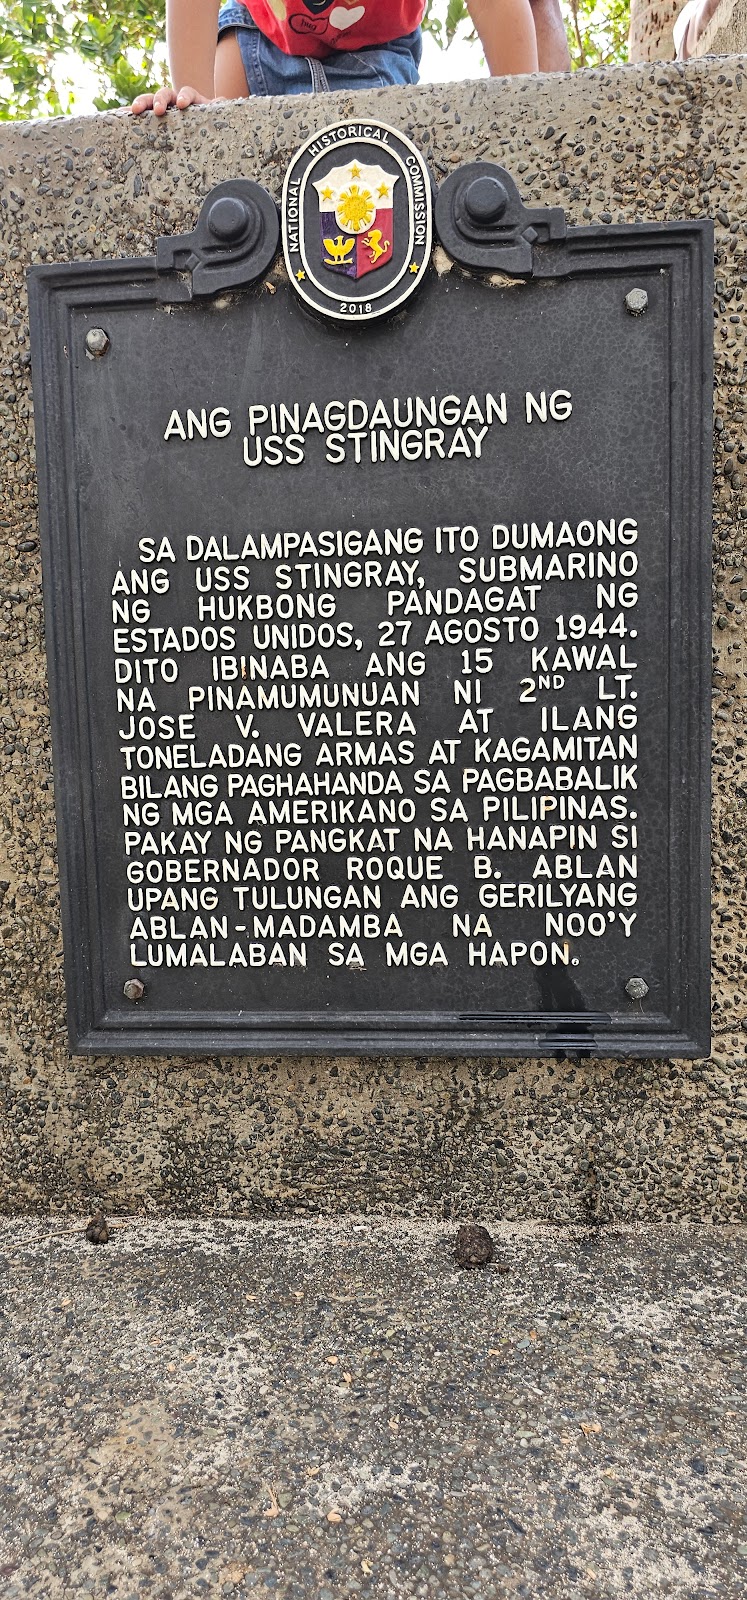 NATIONAL HISTORICAL COMMISSION
2018
ANG PINAGDAUNGAN NG
USS STINGRAY
SA DALAMPASIGANG ITO DUMAONG
ANG USS STINGRAY, SUBMARINO
NG HUKBONG PANDAGAT NG
ESTADOS UNIDOS, 27 AGOSTO 1944.
DITO IBINABA ANG 15 KAWAL
NA PINAMUMUNUAN NI 2ND LT.
JOSE V. VALERA AT ILANG
TONELADANG ARMAS AT KAGAMITAN
BILANG PAGHAHANDA SA PAGBABALIK
NG MGA AMERIKANO SA PILIPINAS.
PAKAY NG PANGKAT NA HANAPIN SI
GOBERNADOR ROQUE B. ABLAN
UPANG TULUNGAN ANG GERILYANG
ABLAN-MADAMBA NA NOO'Y
LUMALABAN SA MGA HAPON.